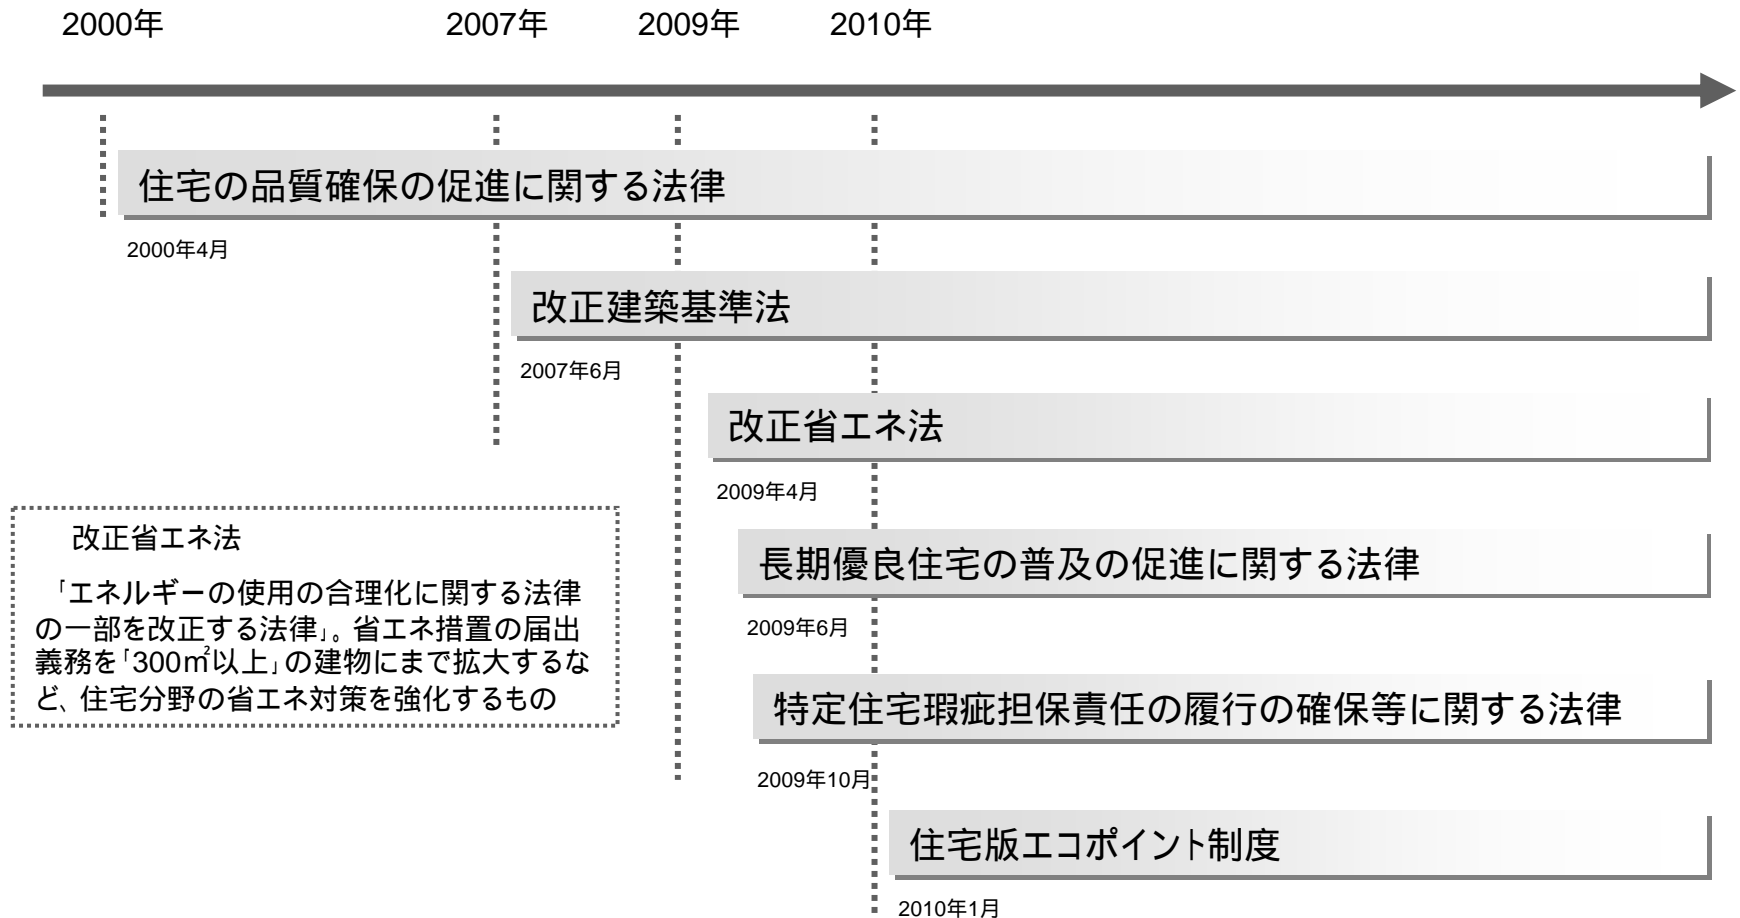 2000年 2007年 2009年 2010年
住宅の品質確保の促進に関する法律
2000年4月
改正建築基準法
2007年6月
改正省エネ法
2009年4月
長期優良住宅の普及の促進に関する法律
2009年6月
特定住宅瑕疵担保責任の履行の確保等に関する法律
2009年10月
住宅版エコポイント制度
2010年1月
改正省エネ法
「エネルギーの使用の合理化に関する法律
の一部を改正する法律」。省エネ措置の届出
義務を「300㎡以上」の建物にまで拡大するな
ど、住宅分野の省エネ対策を強化するもの